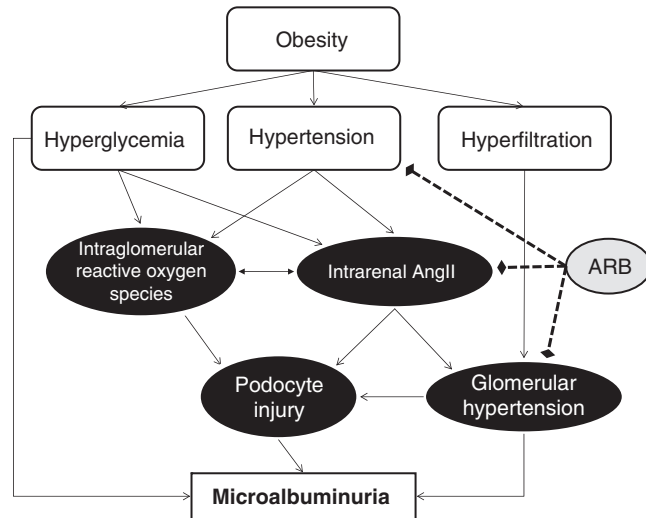 Obesity
Hyperglycemia
Hypertension
Hyperfiltration
Intraglomerular
reactive oxygen
species
Intrarenal AngII
ARB
Podocyte
injury
Glomerular
hypertension
Microalbuminuria